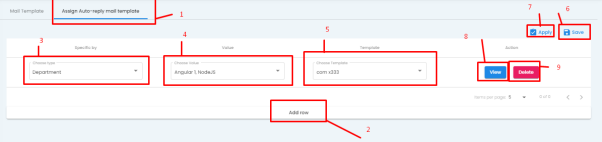 Mail Template Assign Auto-reply mail template
1
7 6
Apply Save
3 4 5 8
Specific by Value Template Action
Choose type Choose Value Choose Template
Department Angular 1, NodeJS com v333 View Delete
9
Items per page: 5
Add row
2